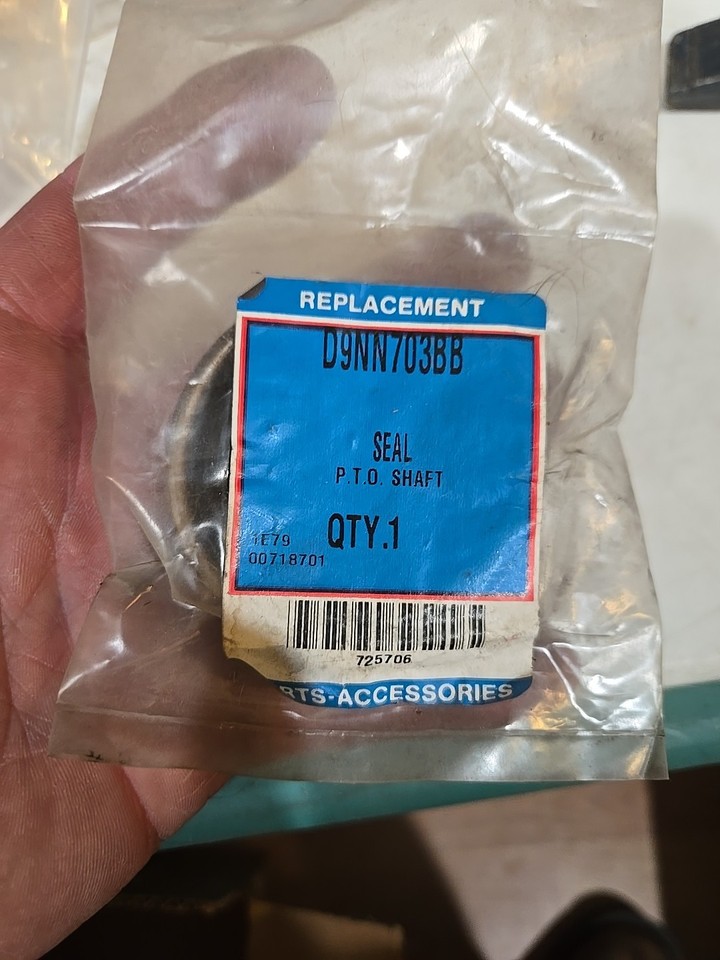 REPLACEMENT
D9NN703BB
SEAL
P.T.O. SHAFT
QTY.1
1E79
00718701
725706
RTS-ACCESSORIES